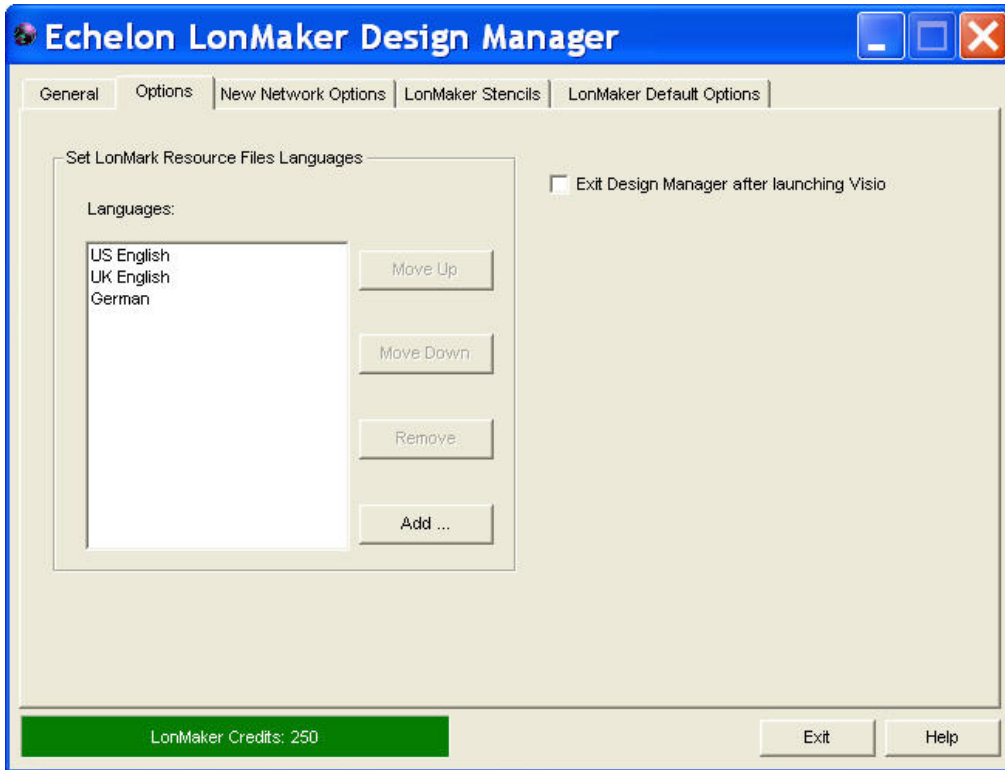 Echelon LonMaker Design Manager
General Options New Network Options LonMaker Stencils LonMaker Default Options
Set LonMark Resource Files Languages
Exit Design Manager after launching Visio
Languages:
US English
UK English
German
Move Up
Move Down
Remove
Add ...
LonMaker Credits: 250
Exit Help